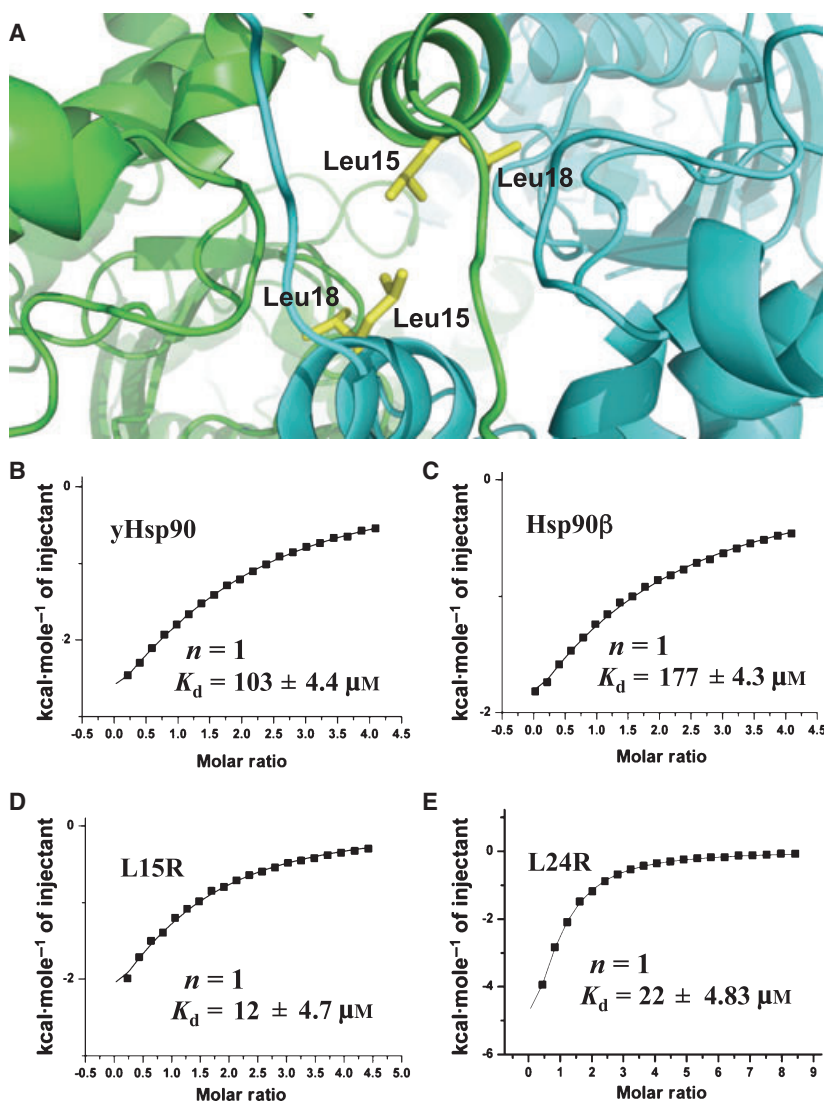 A
Leu15
Leu18
Leu18
Leu15
B
yHsp90
n = 1
Kd = 103 ± 4.4 µM
kcal·mole⁻¹ of injectant
0
-2
-0.5 0.0 0.5 1.0 1.5 2.0 2.5 3.0 3.5 4.0 4.5
Molar ratio
C
Hsp90β
n = 1
Kd = 177 ± 4.3 µM
kcal·mole⁻¹ of injectant
0
-2
-0.5 0.0 0.5 1.0 1.5 2.0 2.5 3.0 3.5 4.0 4.5
Molar ratio
D
L15R
n = 1
Kd = 12 ± 4.7 µM
kcal·mole⁻¹ of injectant
0
-2
-0.5 0.0 0.5 1.0 1.5 2.0 2.5 3.0 3.5 4.0 4.5 5.0
Molar ratio
E
L24R
n = 1
Kd = 22 ± 4.83 µM
kcal·mole⁻¹ of injectant
0
-2
-4
-6
0 1 2 3 4 5 6 7 8 9
Molar ratio